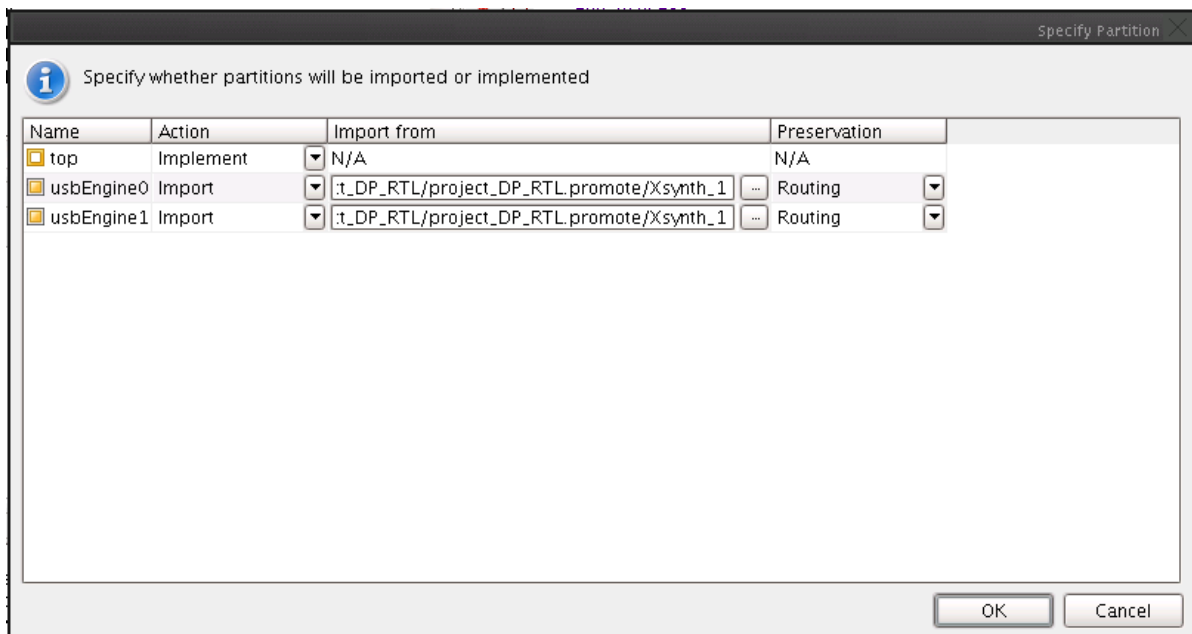 Specify Partition
Specify whether partitions will be imported or implemented
Name Action Import from Preservation
top Implement N/A N/A
usbEngine0 Import :t_DP_RTL/project_DP_RTL.promote/Xsynth_1 ... Routing
usbEngine1 Import :t_DP_RTL/project_DP_RTL.promote/Xsynth_1 ... Routing
OK Cancel